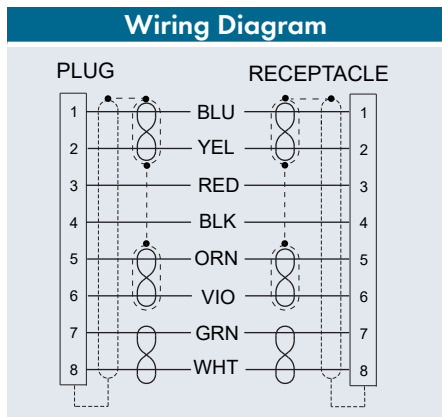 Wiring Diagram
PLUG RECEPTACLE
1 BLU 1
2 YEL 2
3 RED 3
4 BLK 4
5 ORN 5
6 VIO 6
7 GRN 7
8 WHT 8